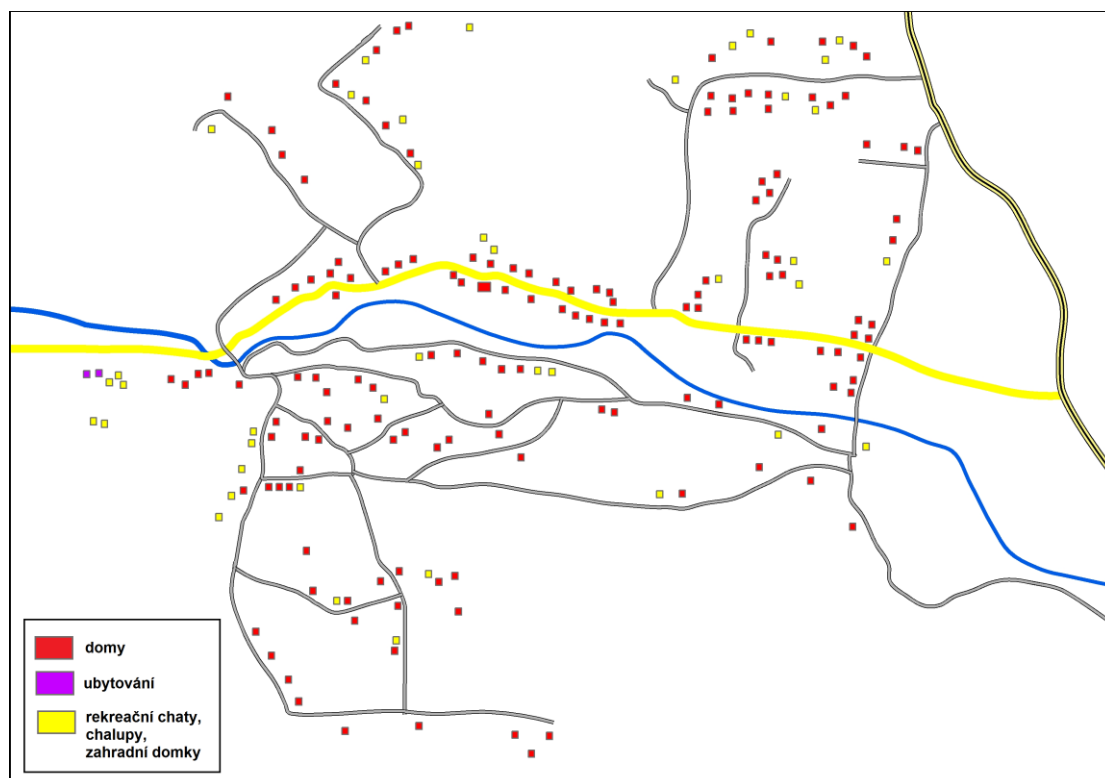 domy
ubytování
rekreační chaty,
chalupy,
zahradní domky